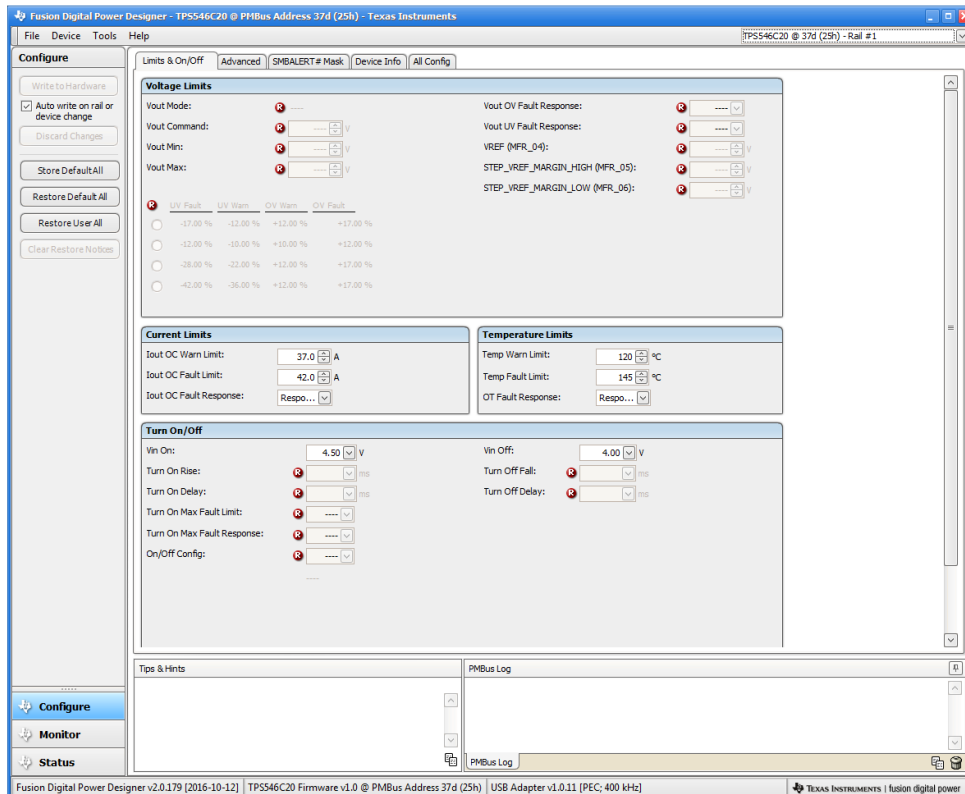 Fusion Digital Power Designer - TPS546C20 @ PMBus Address 37d (25h) - Texas Instruments
File Device Tools Help
TPS546C20 @ 37d (25h) - Rail #1
Configure
Write to Hardware
Auto write on rail or
device change
Discard Changes
Store Default All
Restore Default All
Restore User All
Clear Restore Notices
Limits & On/Off Advanced SMBALERT# Mask Device Info All Config
Voltage Limits
Vout Mode: R ----
Vout Command: R ---- V
Vout Min: R ---- V
Vout Max: R ---- V
Vout OV Fault Response: R ----
Vout UV Fault Response: R ----
VREF (MFR_04): R ---- V
STEP_VREF_MARGIN_HIGH (MFR_05): R ---- V
STEP_VREF_MARGIN_LOW (MFR_06): R ---- V
R UV Fault UV Warn OV Warn OV Fault
-17.00 % -12.00 % +12.00 % +17.00 %
-12.00 % -10.00 % +10.00 % +12.00 %
-28.00 % -22.00 % +12.00 % +17.00 %
-42.00 % -36.00 % +12.00 % +17.00 %
Current Limits
Iout OC Warn Limit: 37.0 A
Iout OC Fault Limit: 42.0 A
Iout OC Fault Response: Respo...
Temperature Limits
Temp Warn Limit: 120 ºC
Temp Fault Limit: 145 ºC
OT Fault Response: Respo...
Turn On/Off
Vin On: 4.50 V
Turn On Rise: R ms
Turn On Delay: R ms
Turn On Max Fault Limit: R ----
Turn On Max Fault Response: R ----
On/Off Config: R ----
----
Vin Off: 4.00 V
Turn Off Fall: R ms
Turn Off Delay: R ms
Tips & Hints
PMBus Log
PMBus Log
Configure
Monitor
Status
Fusion Digital Power Designer v2.0.179 [2016-10-12] TPS546C20 Firmware v1.0 @ PMBus Address 37d (25h) USB Adapter v1.0.11 [PEC; 400 kHz] TEXAS INSTRUMENTS | fusion digital power